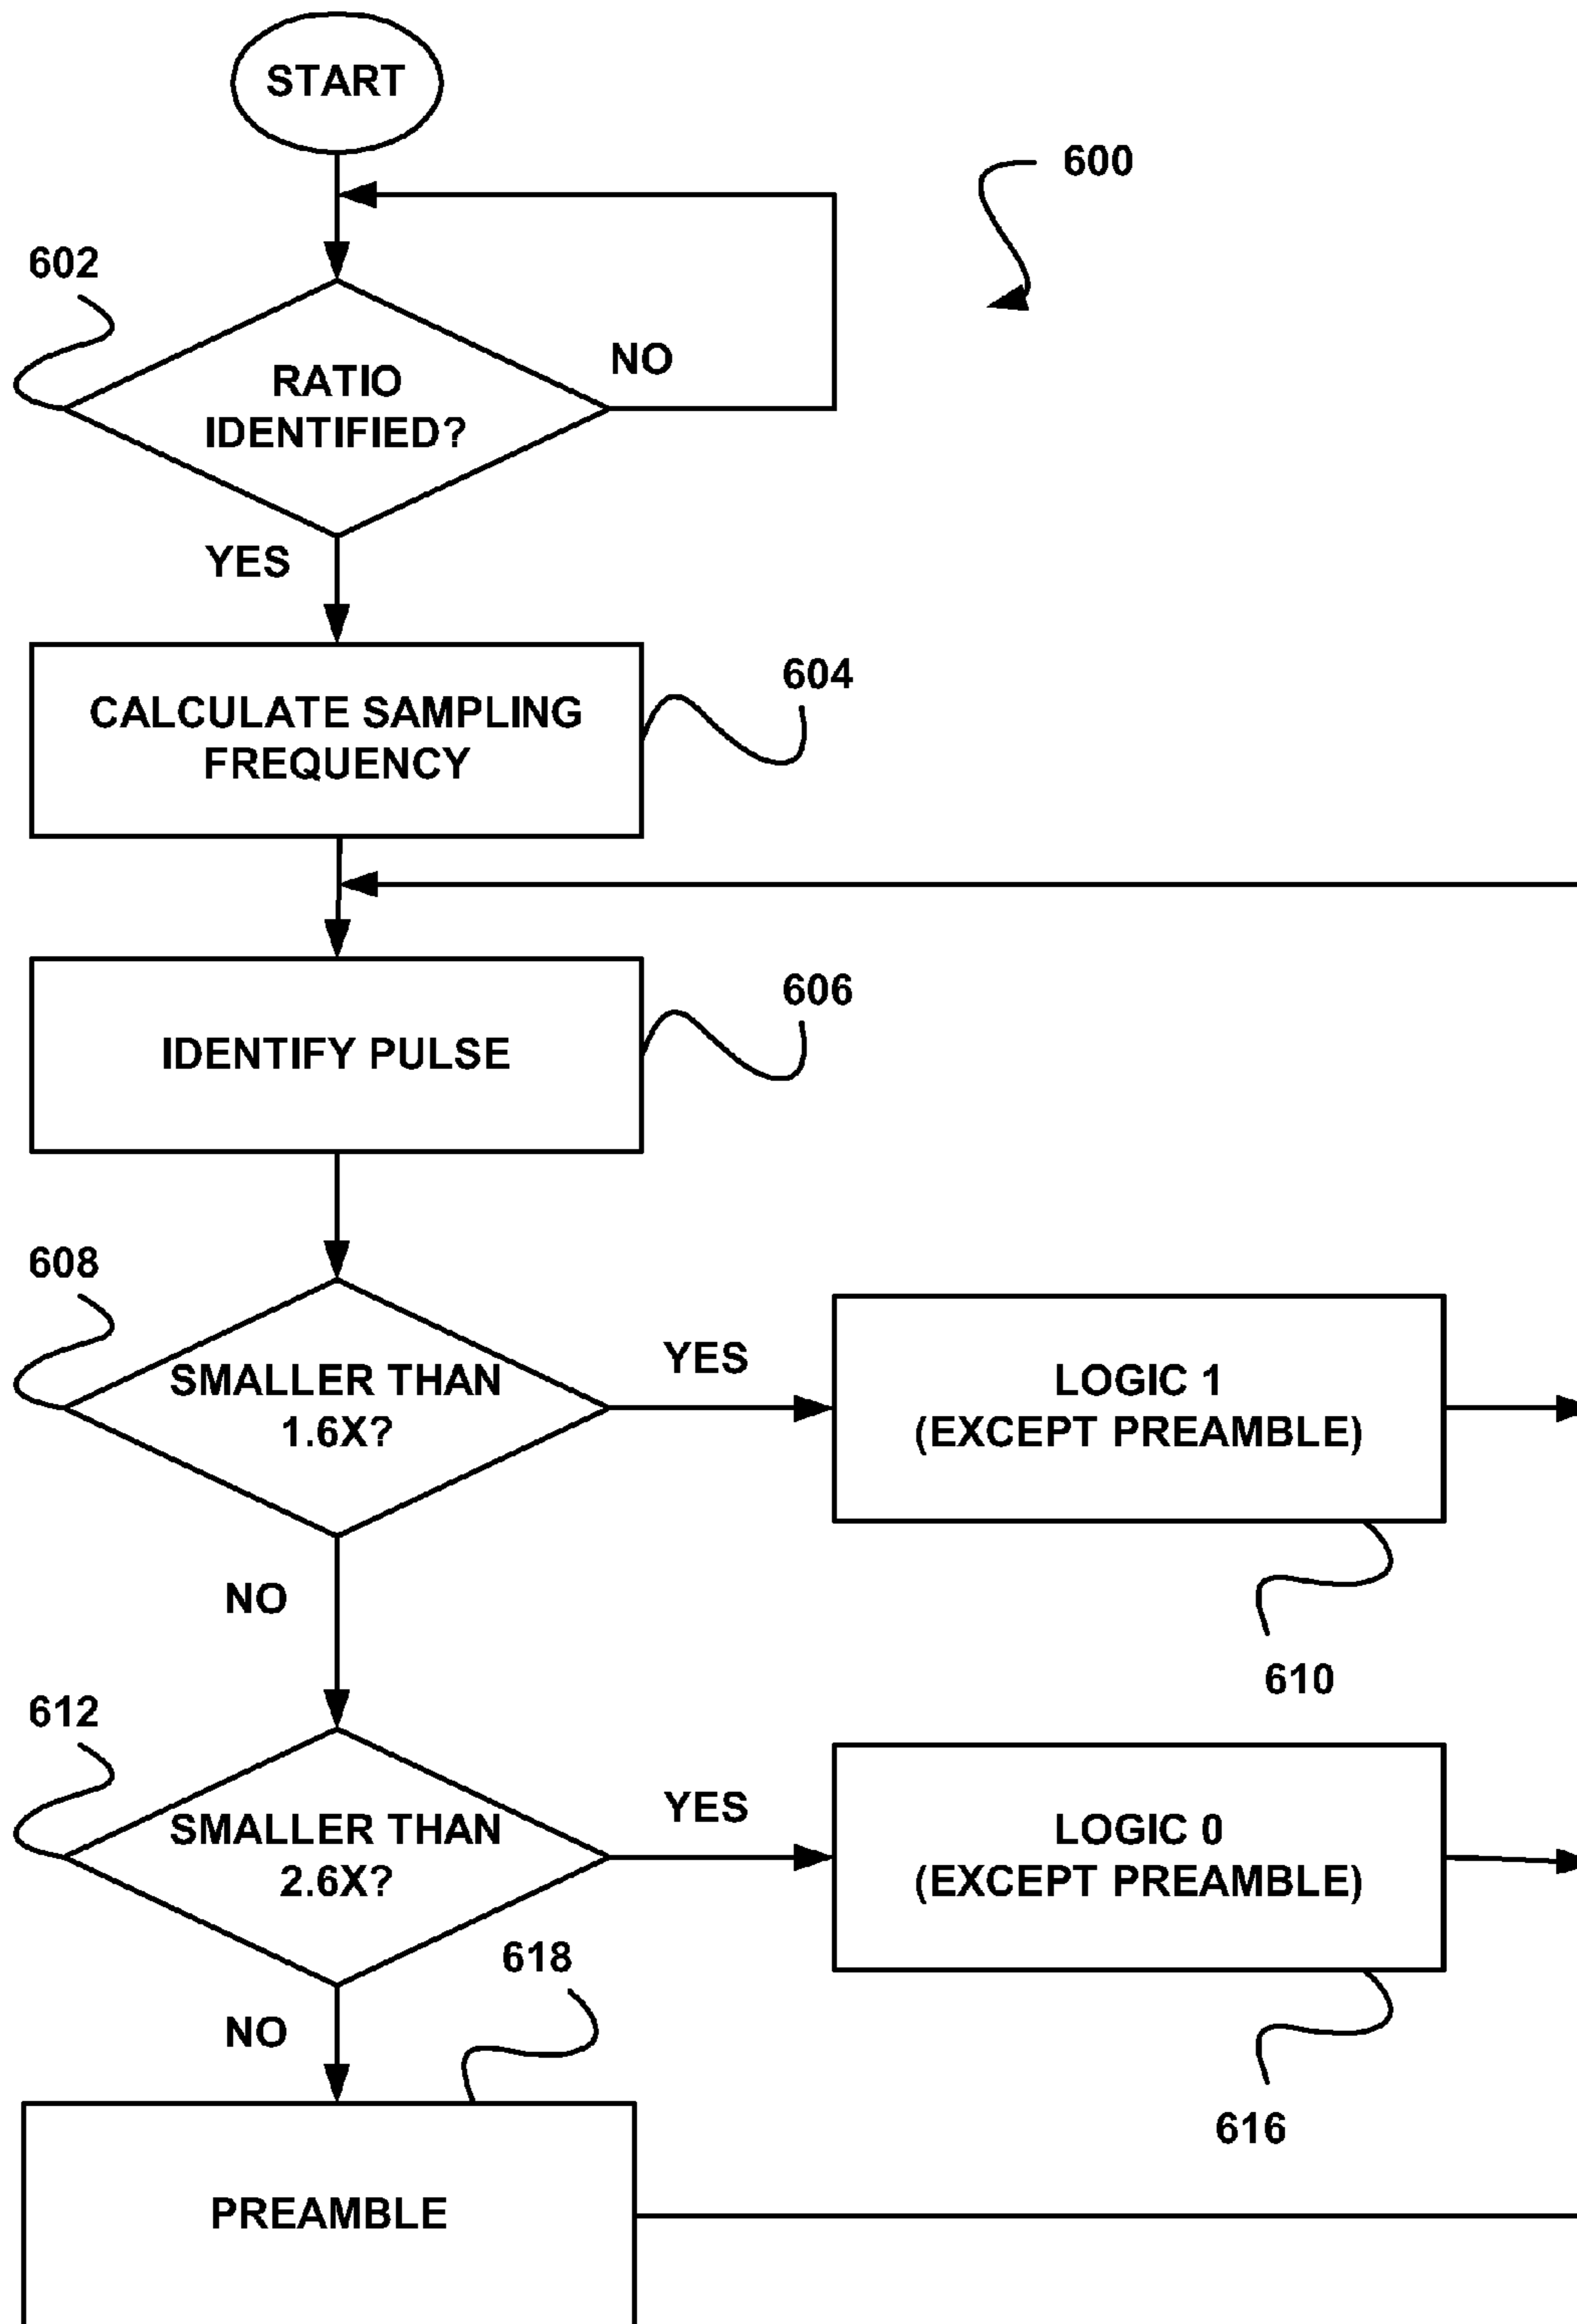 START
600
602
RATIO
IDENTIFIED?
NO
YES
CALCULATE SAMPLING
FREQUENCY
604
IDENTIFY PULSE
606
608
SMALLER THAN
1.6X?
YES
LOGIC 1
(EXCEPT PREAMBLE)
NO
610
612
SMALLER THAN
2.6X?
YES
LOGIC 0
(EXCEPT PREAMBLE)
618
NO
616
PREAMBLE